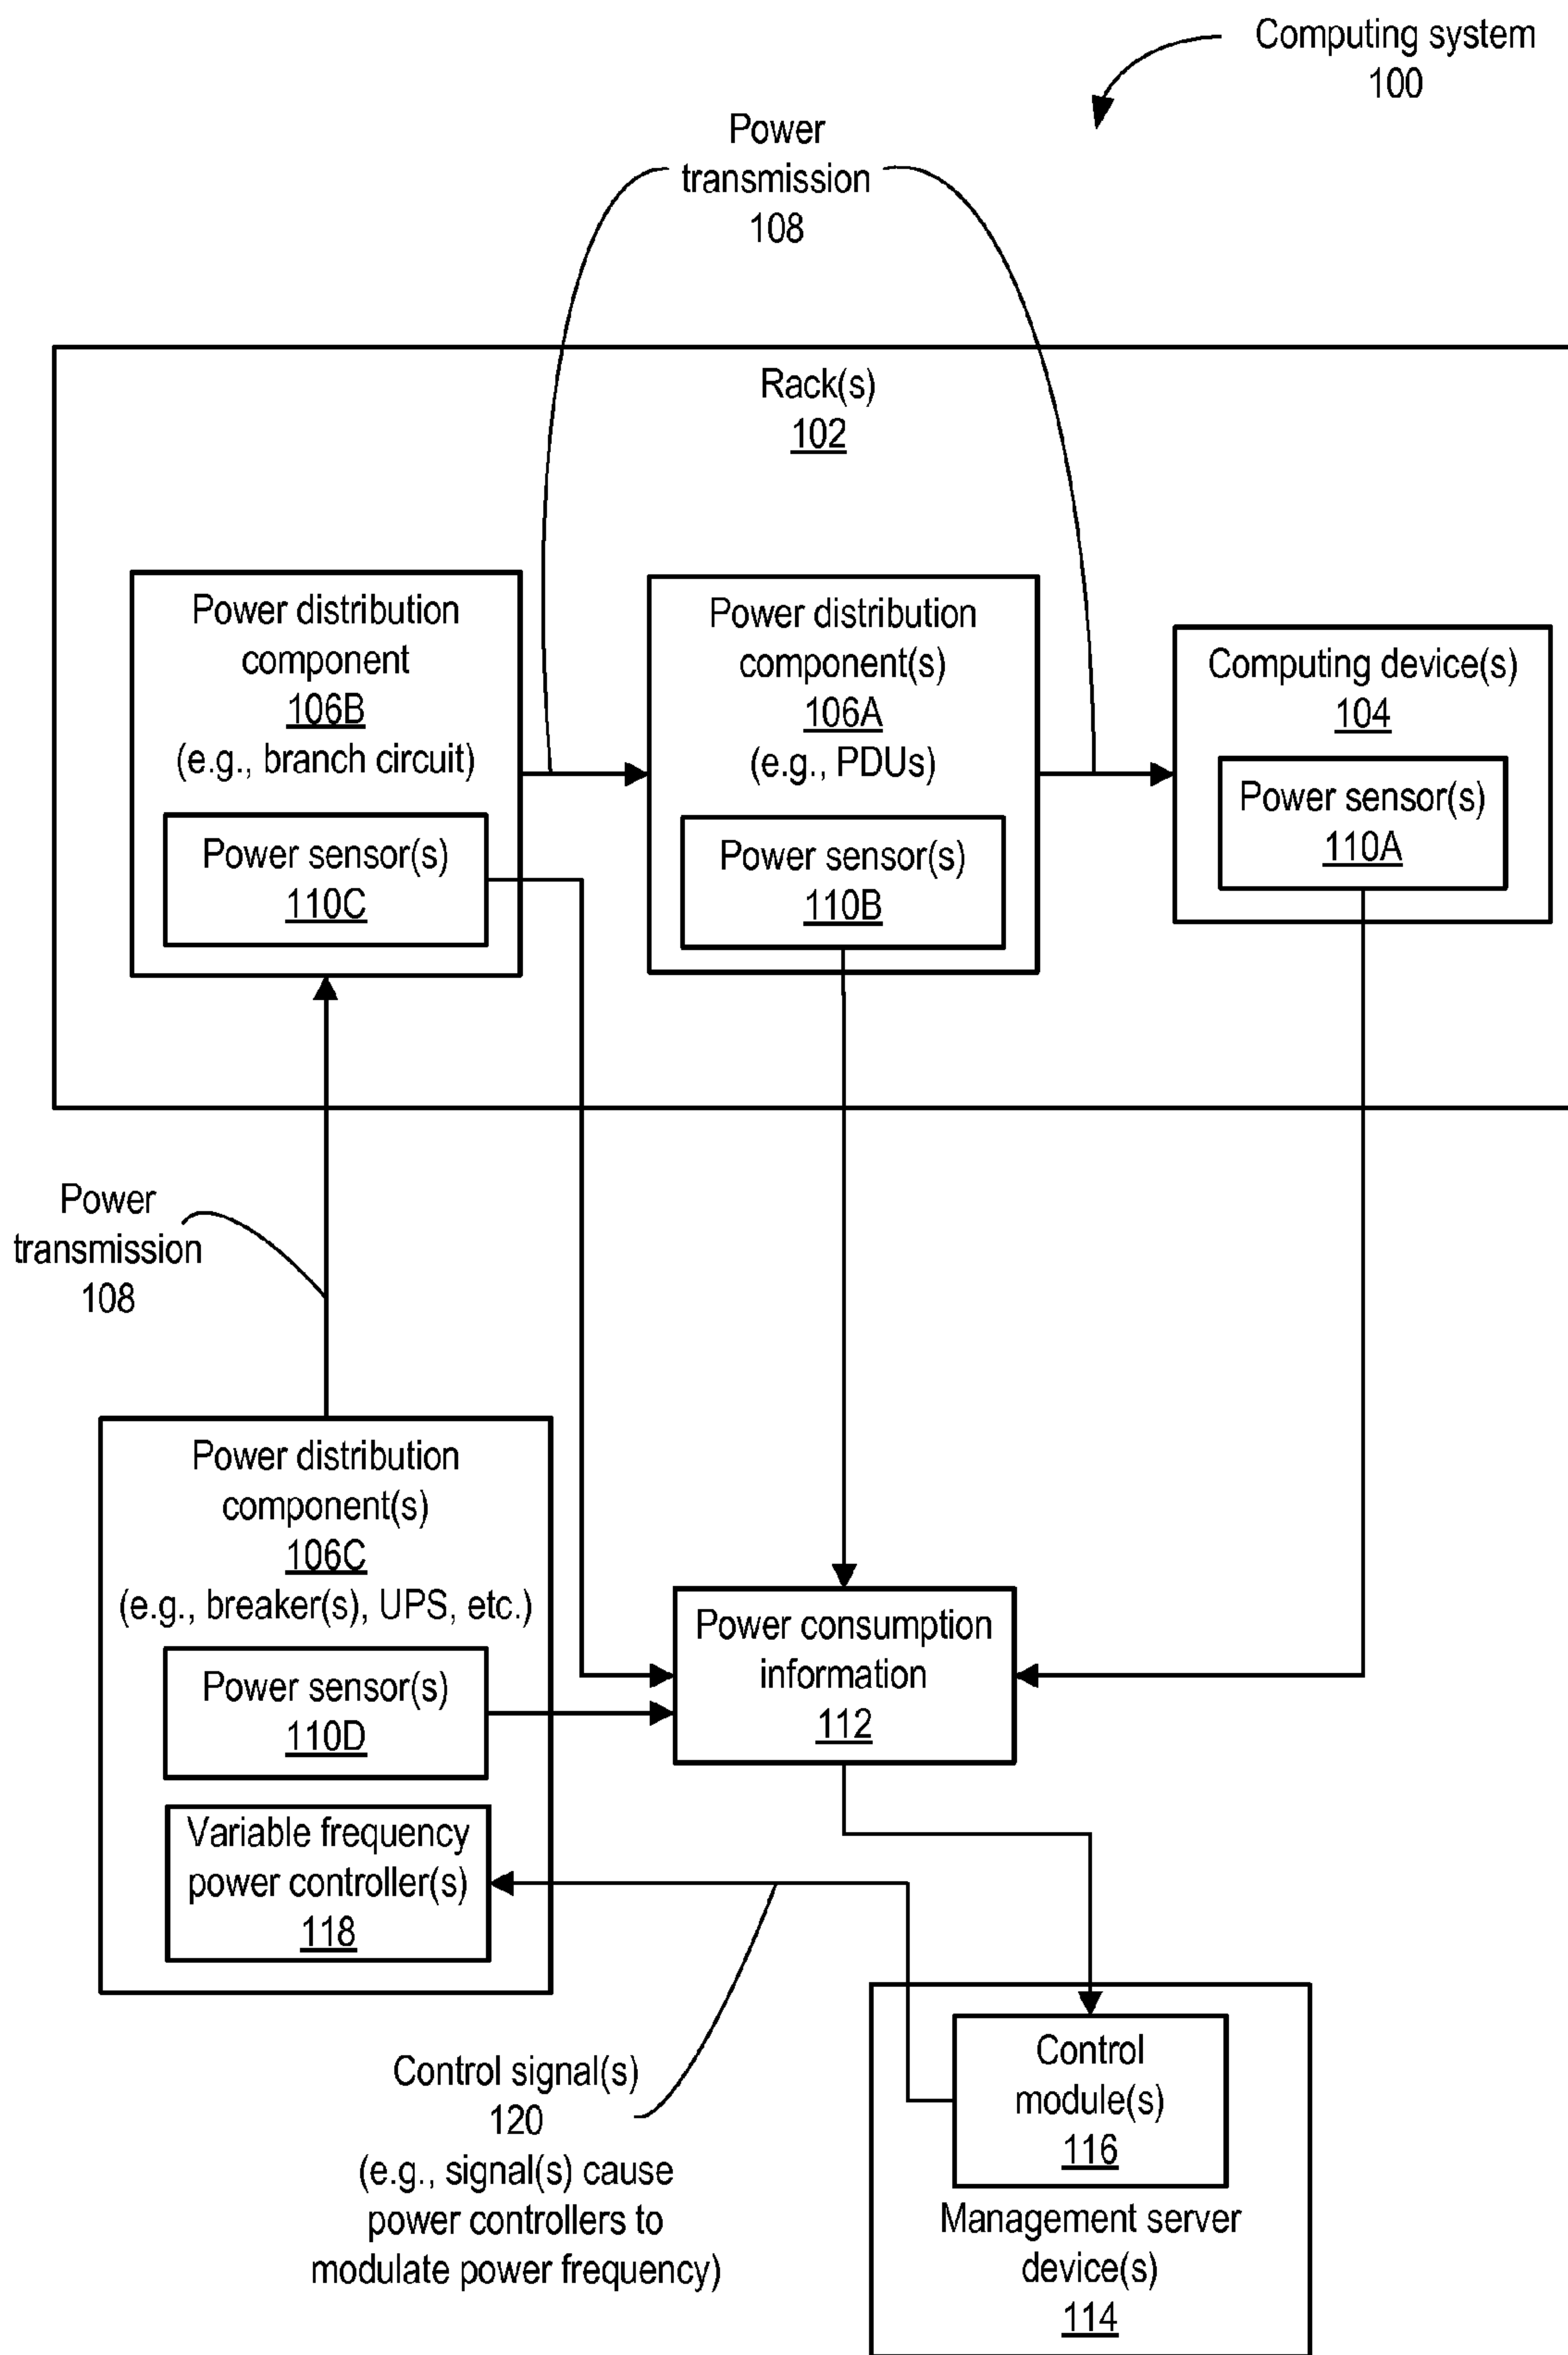 Computing system
100
Power
transmission
108
Rack(s)
102
Power distribution
component
106B
(e.g., branch circuit)
Power sensor(s)
110C
Power distribution
component(s)
106A
(e.g., PDUs)
Power sensor(s)
110B
Computing device(s)
104
Power sensor(s)
110A
Power
transmission
108
Power distribution
component(s)
106C
(e.g., breaker(s), UPS, etc.)
Power sensor(s)
110D
Variable frequency
power controller(s)
118
Power consumption
information
112
Control signal(s)
120
(e.g., signal(s) cause
power controllers to
modulate power frequency)
Control
module(s)
116
Management server
device(s)
114